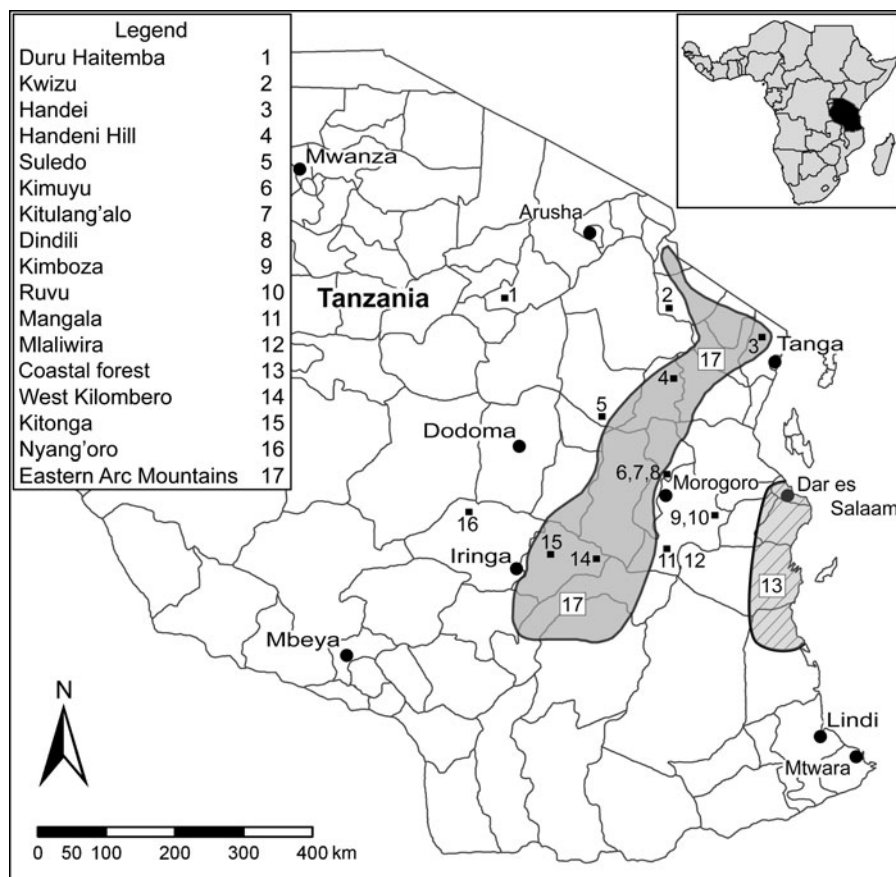 Legend
Duru Haitemba 1
Kwizu 2
Handei 3
Handeni Hill 4
Suledo 5
Kimuyu 6
Kitulang’alo 7
Dindili 8
Kimboza 9
Ruvu 10
Mangala 11
Mlaliwira 12
Coastal forest 13
West Kilombero 14
Kitonga 15
Nyang’oro 16
Eastern Arc Mountains 17
Mwanza
Arusha
Tanzania
1
2
3
Tanga
17
4
5
Dodoma
6,7,8
Morogoro
Dar es
Salaam
9,10
16
15
14
11
12
Iringa
13
17
Mbeya
N
Lindi
Mtwara
0 50 100 200 300 400 km